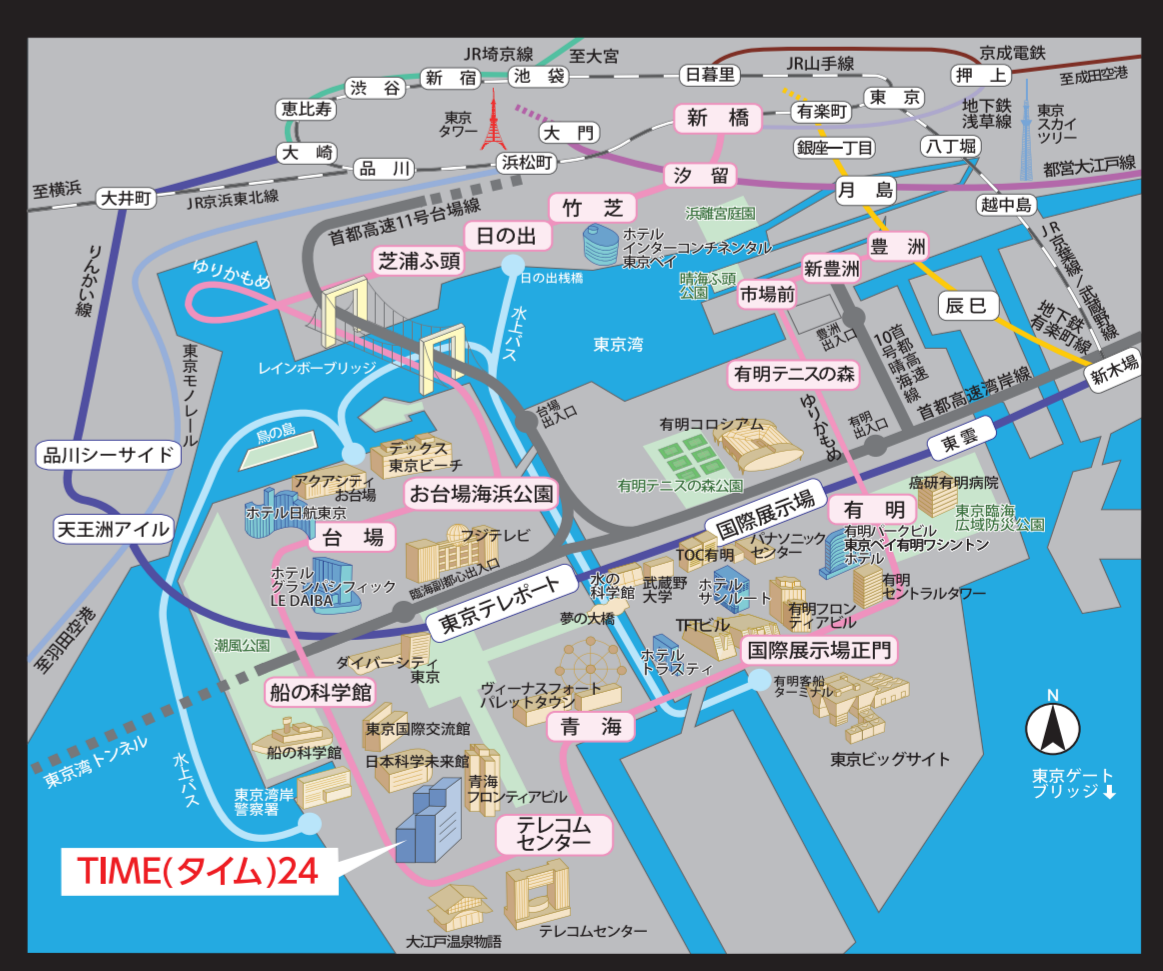 JR埼京線
至大宮
京成電鉄
新宿
池袋
日暮里
JR山手線
押上
至成田空港
渋谷
恵比寿
東京
タワー
大門
新橋
有楽町
東京
地下鉄
浅草線
東京
スカイ
ツリー
大崎
品川
浜松町
銀座一丁目
八丁堀
都営大江戸線
至横浜
大井町
JR京浜東北線
汐留
月島
越中島
首都高速11号台場線
竹芝
浜離宮庭園
日の出
ホテル
インターコンチネンタル
東京ベイ
豊洲
JR京葉線/武蔵野線
りんかい線
ゆりかもめ
芝浦ふ頭
日の出桟橋
晴海ふ頭
公園
新豊洲
市場前
辰巳
水上バス
東京湾
豊洲
出入口
10号
首都高速
晴海線
地下鉄
有楽町線
東京モノレール
レインボーブリッジ
有明テニスの森
新木場
首都高速湾岸線
台場
出入口
ゆりかもめ
有明
出入口
鳥の島
有明コロシアム
東雲
品川シーサイド
デックス
東京ビーチ
アクアシティ
お台場
お台場海浜公園
有明テニスの森公園
癌研有明病院
天王洲アイル
ホテル日航東京
国際展示場
有明
東京臨海
広域防災公園
台場
フジテレビ
パナソニック
センター
有明パークビル
東京ベイ有明ワシントン
ホテル
TOC有明
ホテル
グランパシフィック
LE DAIBA
臨海副都心出入口
水の
科学館
武蔵野
大学
ホテル
サンルート
有明
セントラルタワー
東京テレポート
夢の大橋
有明フロン
ティアビル
TFTビル
至羽田空港
潮風公園
ダイバーシティ
東京
ホテル
トラスティ
国際展示場正門
船の科学館
ヴィーナスフォート
パレットタウン
有明客船
ターミナル
N
東京国際交流館
青海
東京湾トンネル
船の科学館
日本科学未来館
東京ビッグサイト
水上バス
東京湾岸
警察署
青海
フロンティアビル
東京ゲート
ブリッジ
テレコム
センター
TIME(タイム)24
大江戸温泉物語
テレコムセンター